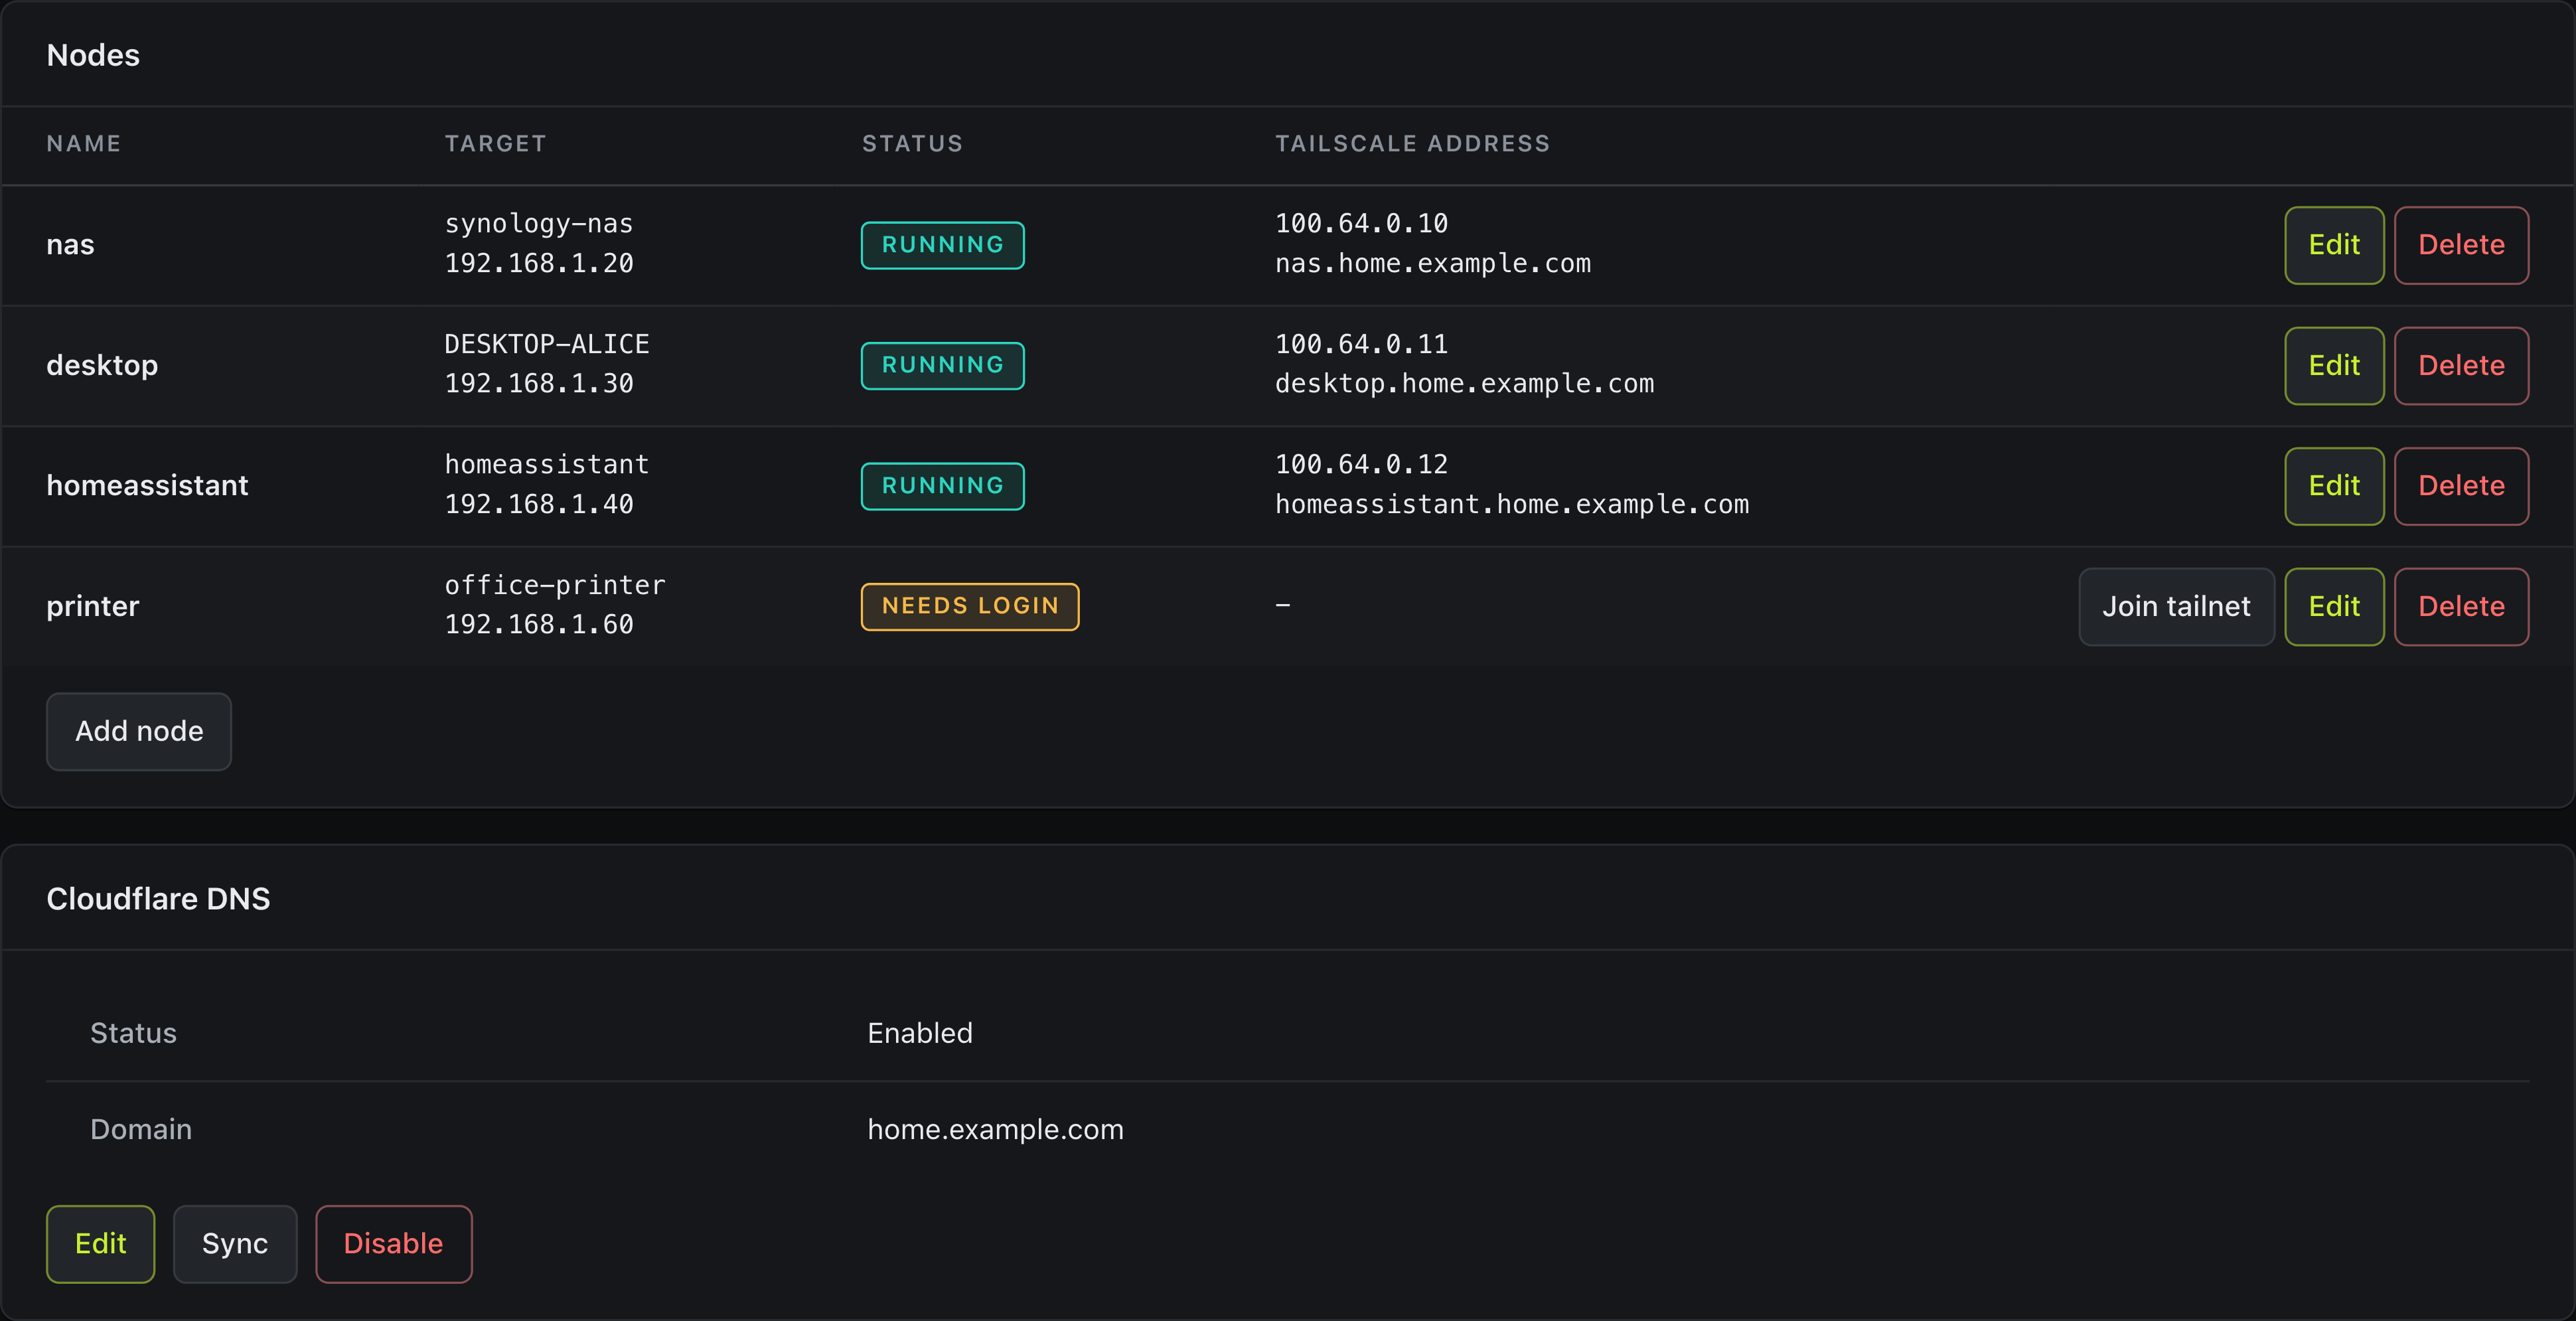 Nodes
NAME TARGET STATUS TAILSCALE ADDRESS
nas synology-nas 192.168.1.20 RUNNING 100.64.0.10 nas.home.example.com Edit Delete
desktop DESKTOP-ALICE 192.168.1.30 RUNNING 100.64.0.11 desktop.home.example.com Edit Delete
homeassistant homeassistant 192.168.1.40 RUNNING 100.64.0.12 homeassistant.home.example.com Edit Delete
printer office-printer 192.168.1.60 NEEDS LOGIN – Join tailnet Edit Delete
Add node
Cloudflare DNS
Status Enabled
Domain home.example.com
Edit Sync Disable